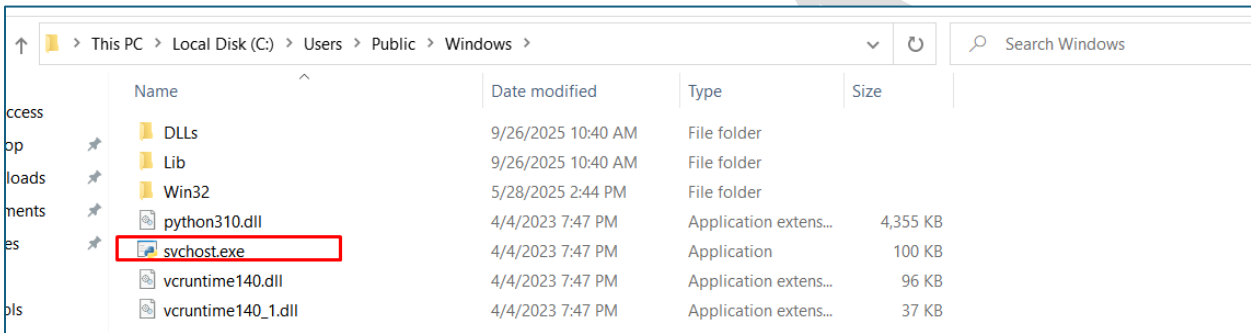 This PC > Local Disk (C:) > Users > Public > Windows > Search Windows
Name Date modified Type Size
ccess
DLLs 9/26/2025 10:40 AM File folder
op
Lib 9/26/2025 10:40 AM File folder
loads
Win32 5/28/2025 2:44 PM File folder
ments
python310.dll 4/4/2023 7:47 PM Application extens... 4,355 KB
es
svchost.exe 4/4/2023 7:47 PM Application 100 KB
vcruntime140.dll 4/4/2023 7:47 PM Application extens... 96 KB
ols
vcruntime140_1.dll 4/4/2023 7:47 PM Application extens... 37 KB